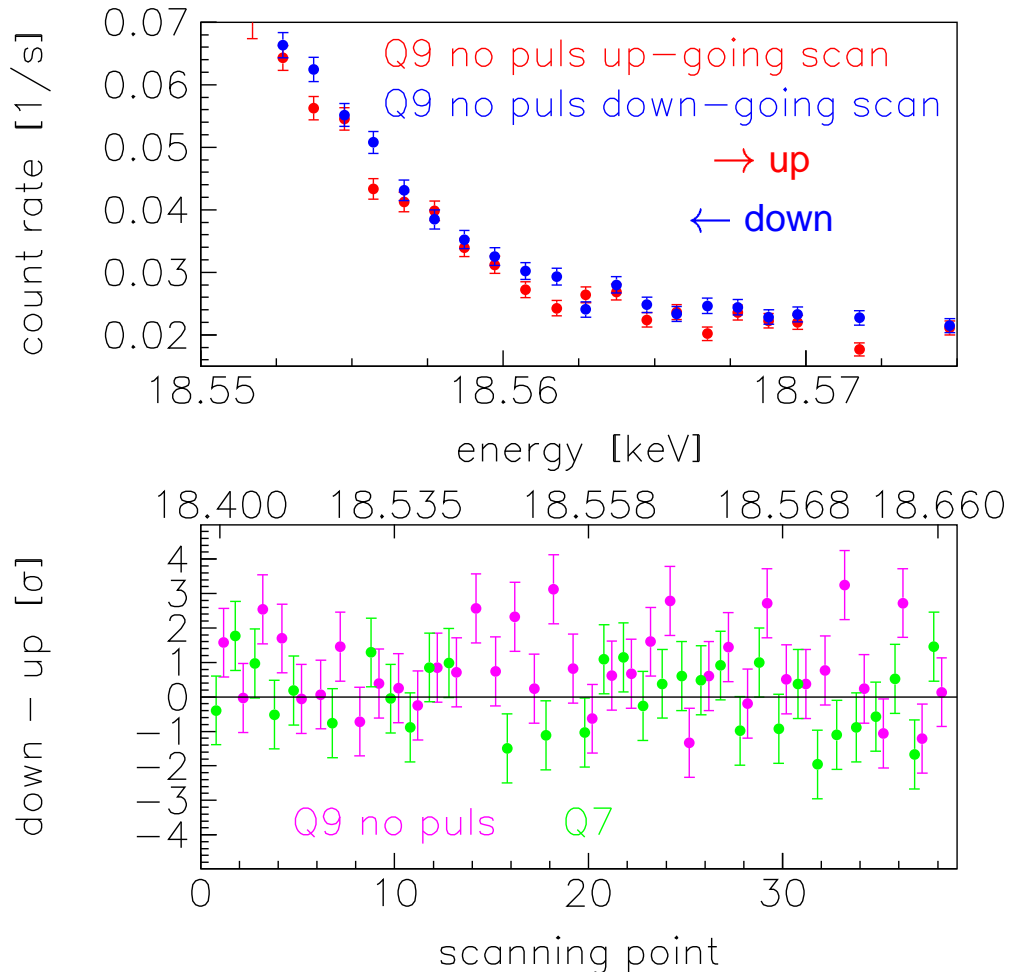 0.07
0.06
0.05
0.04
0.03
0.02
count rate [1/s]
Q9 no puls up−going scan
Q9 no puls down−going scan
→ up
← down
18.55 18.56 18.57
energy [keV]
18.400 18.535 18.558 18.568 18.660
down − up [σ]
4
3
2
1
0
−1
−2
−3
−4
Q9 no puls Q7
0 10 20 30
scanning point